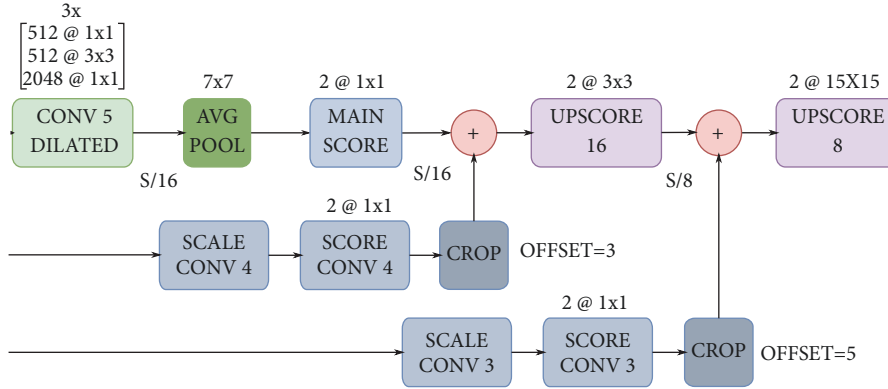 3x
512 @ 1x1
512 @ 3x3
2048 @ 1x1
7x7
2 @ 1x1
2 @ 3x3
2 @ 15X15
CONV 5
DILATED
AVG
POOL
MAIN
SCORE
+
UPSCORE
16
+
UPSCORE
8
S/16
S/16
S/8
2 @ 1x1
SCALE
CONV 4
SCORE
CONV 4
CROP
OFFSET=3
2 @ 1x1
SCALE
CONV 3
SCORE
CONV 3
CROP
OFFSET=5